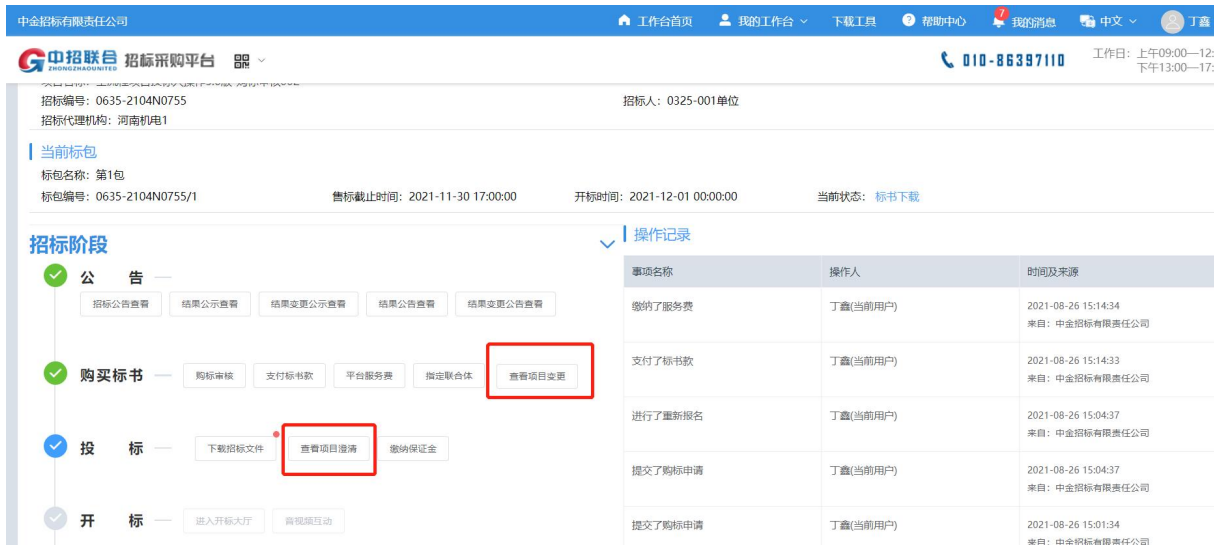 中金招标有限责任公司
工作台首页 我的工作台 下载工具 帮助中心 7 我的消息 中文 丁鑫
中招联合 招标采购平台
ZHONGZHAOUNITED
010-86397110
工作日：上午09:00—12:
下午13:00—17:
招标编号：0635-2104N0755 招标人：0325-001单位
招标代理机构：河南机电1
当前标包
标包名称：第1包
标包编号：0635-2104N0755/1 售标截止时间：2021-11-30 17:00:00 开标时间：2021-12-01 00:00:00 当前状态：标书下载
招标阶段
公 告
招标公告查看 结果公示查看 结果变更公示查看 结果公告查看 结果变更公告查看
购买标书
购标审核 支付标书款 平台服务费 指定联合体 查看项目变更
投 标
下载招标文件 查看项目澄清 缴纳保证金
开 标
进入开标大厅 音视频互动
操作记录
事项名称 操作人 时间及来源
缴纳了服务费 丁鑫(当前用户) 2021-08-26 15:14:34
来自：中金招标有限责任公司
支付了标书款 丁鑫(当前用户) 2021-08-26 15:14:33
来自：中金招标有限责任公司
进行了重新报名 丁鑫(当前用户) 2021-08-26 15:04:37
来自：中金招标有限责任公司
提交了购标申请 丁鑫(当前用户) 2021-08-26 15:04:37
来自：中金招标有限责任公司
提交了购标申请 丁鑫(当前用户) 2021-08-26 15:01:34
来自：中金招标有限责任公司